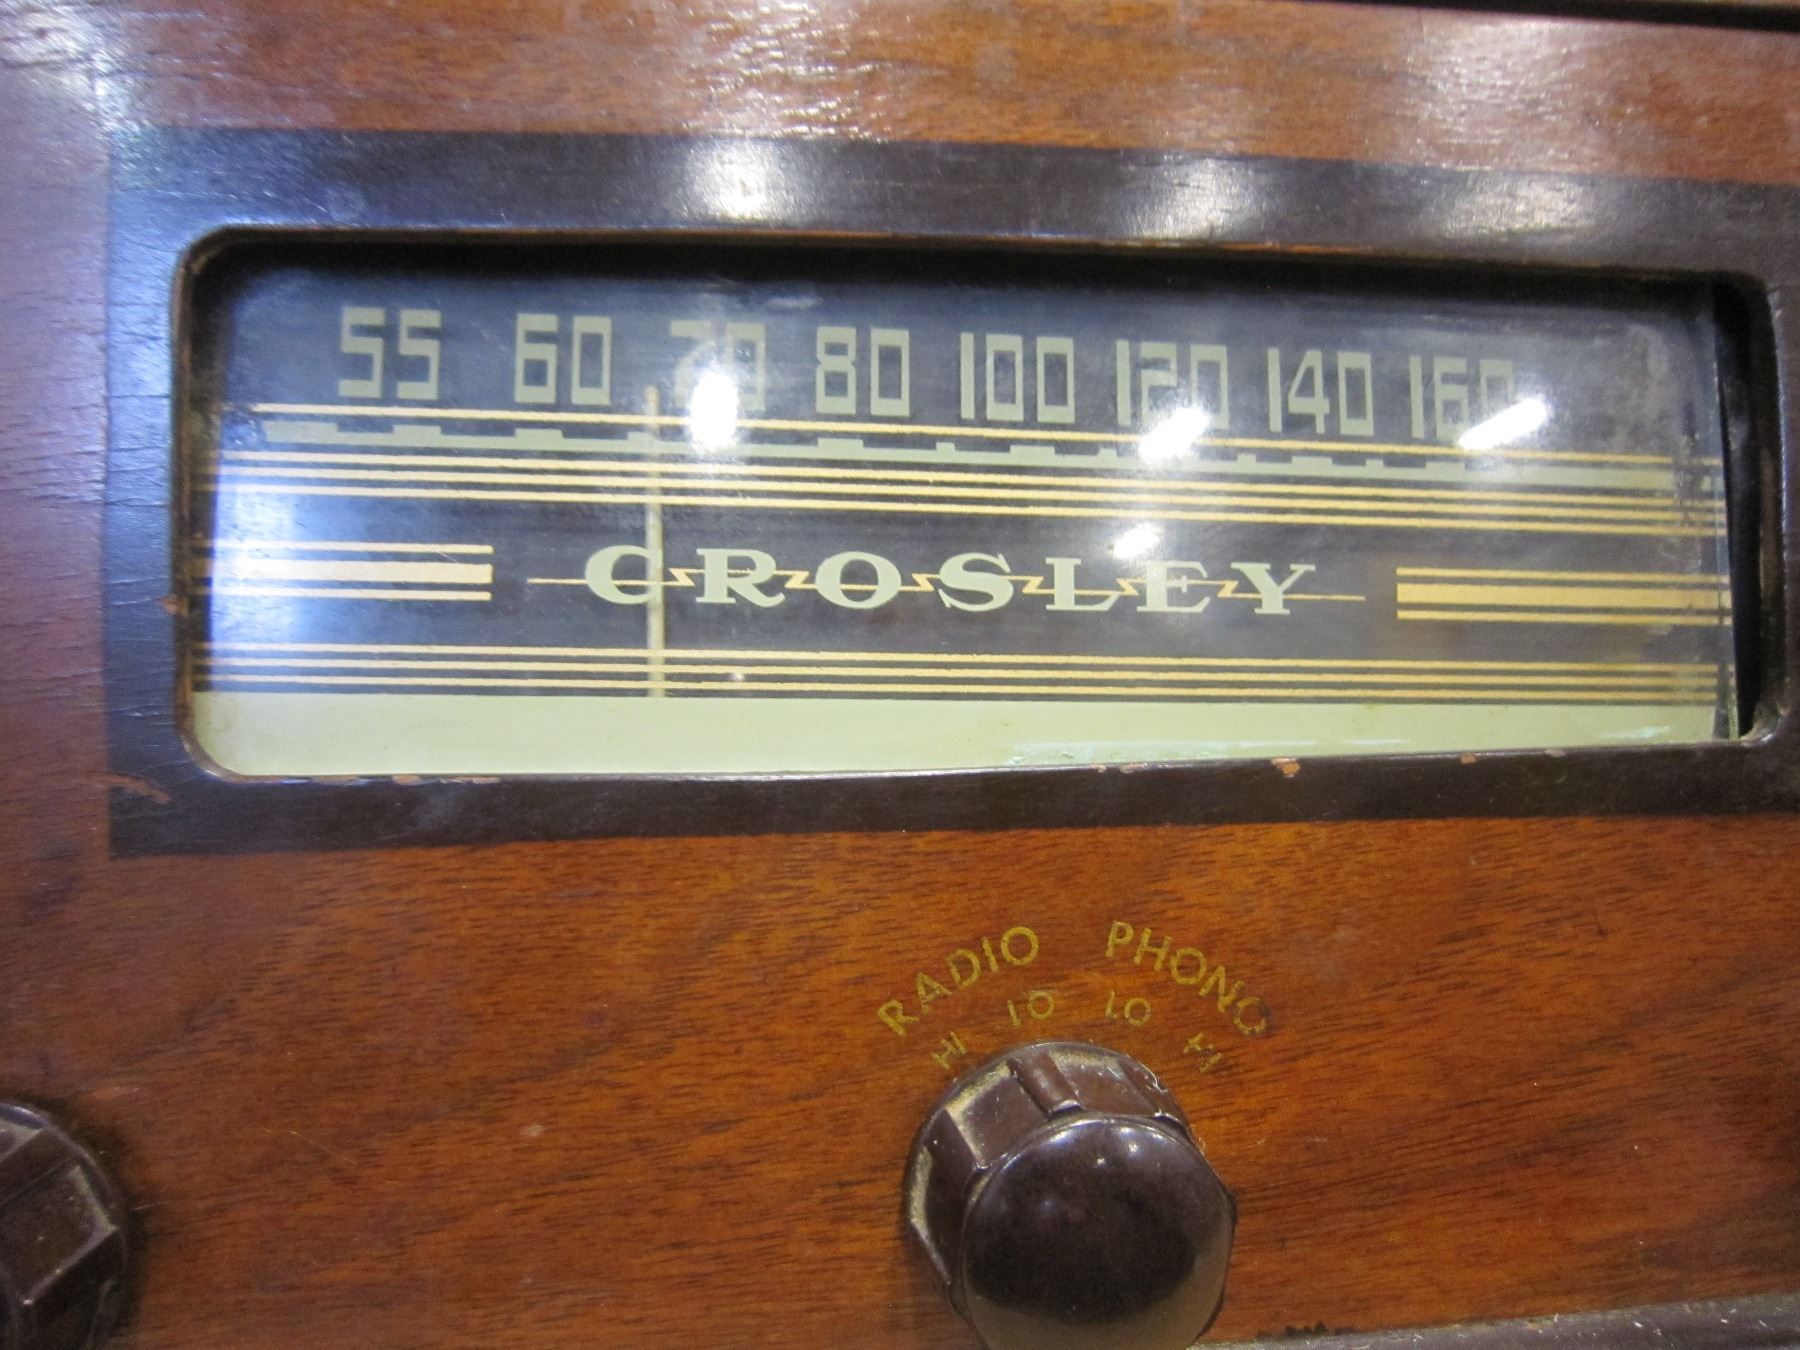 55 60 70 80 100 120 140 160
CROSLEY
RADIO PHONO
HI LO LO HI